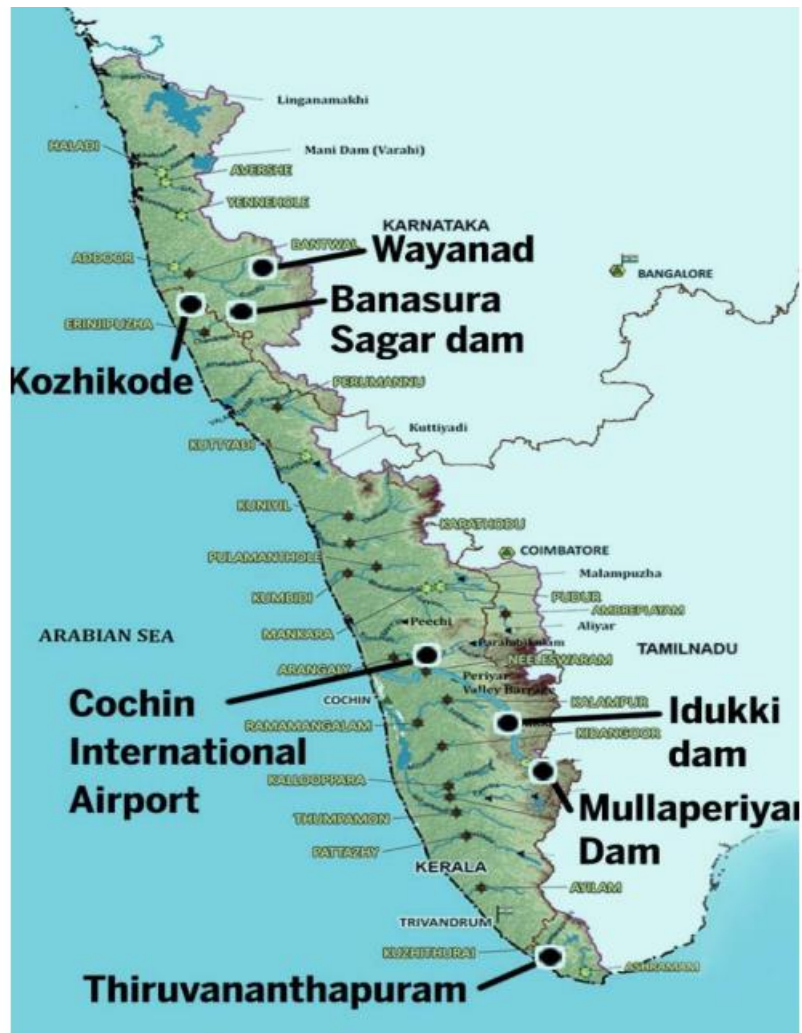 Linganamakhi
HALADI
Mani Dam (Varahi)
AVERSHE
YENNEHOLE
KARNATAKA
BANTWAL
Wayanad
ADDOOR
BANGALORE
Banasura
Sagar dam
ERINJIPUZHA
Kozhikode
PERUMANNU
Kuttiyadi
KUTTYADI
KUNIYIL
KARATHODU
PULAMANTHOLE
COIMBATORE
Malampuzha
KUMBIDI
PUDUR
AMBREPLAYAM
Peechi
Aliyar
ARABIAN SEA
MANKARA
Parambikulam
TAMILNADU
ARANGALY
NEELESWARAM
Periyar
Valley Barrage
Cochin
International
Airport
COCHIN
KALAMPUR
Idukki
dam
RAMAMANGALAM
KIDANGOOR
KALLOOPPARA
Mullaperiyar
Dam
THUMPAMON
PATTAZHY
KERALA
AYILAM
TRIVANDRUM
KUZHITHURAI
ASHRAMAM
Thiruvananthapuram